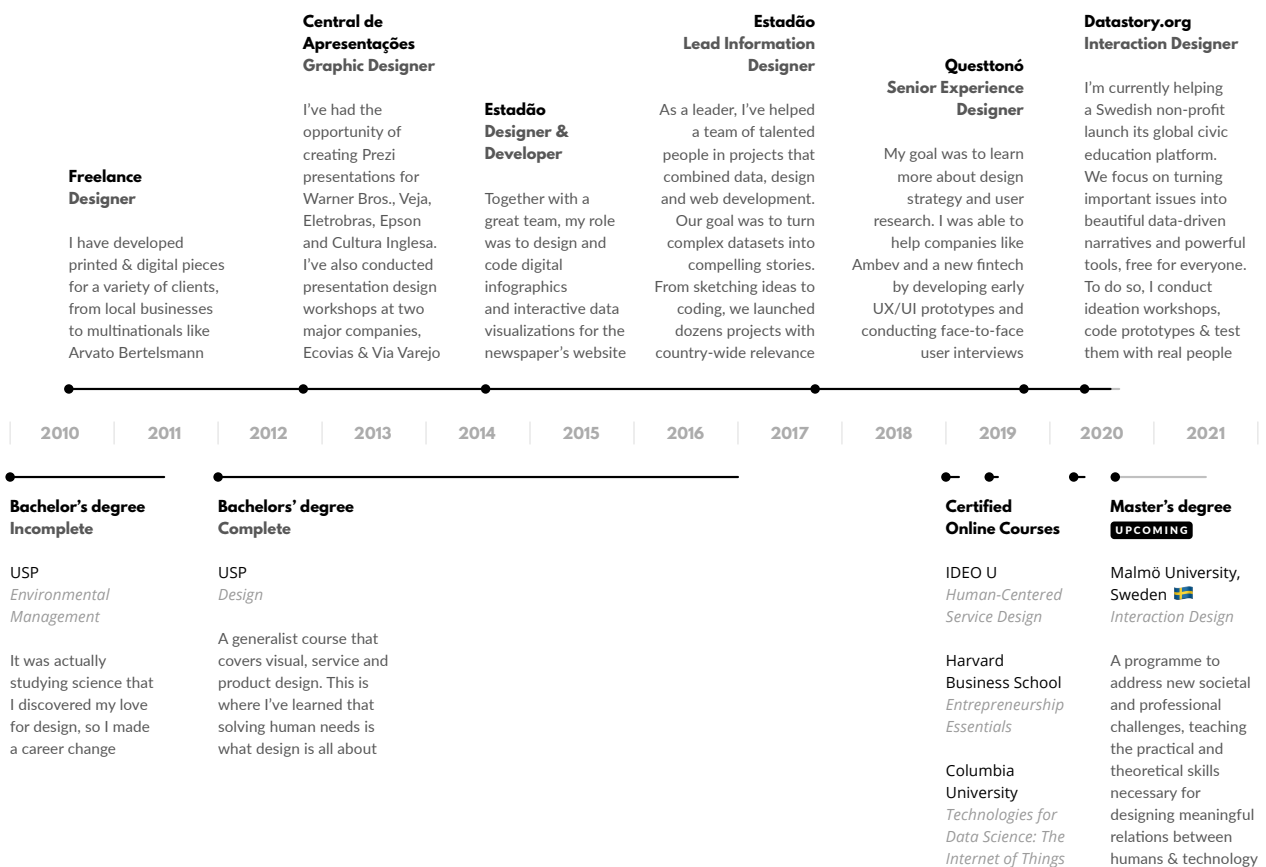 Freelance
Designer
I have developed
printed & digital pieces
for a variety of clients,
from local businesses
to multinationals like
Arvato Bertelsmann
Central de
Apresentações
Graphic Designer
I've had the
opportunity of
creating Prezi
presentations for
Warner Bros., Veja,
Eletrobras, Epson
and Cultura Inglesa.
I've also conducted
presentation design
workshops at two
major companies,
Ecovias & Via Varejo
Estadão
Designer &
Developer
Together with a
great team, my role
was to design and
code digital
infographics
and interactive data
visualizations for the
newspaper's website
Estadão
Lead Information
Designer
As a leader, I've helped
a team of talented
people in projects that
combined data, design
and web development.
Our goal was to turn
complex datasets into
compelling stories.
From sketching ideas to
coding, we launched
dozens projects with
country-wide relevance
Questtonó
Senior Experience
Designer
My goal was to learn
more about design
strategy and user
research. I was able to
help companies like
Ambev and a new fintech
by developing early
UX/UI prototypes and
conducting face-to-face
user interviews
Datastory.org
Interaction Designer
I'm currently helping
a Swedish non-profit
launch its global civic
education platform.
We focus on turning
important issues into
beautiful data-driven
narratives and powerful
tools, free for everyone.
To do so, I conduct
ideation workshops,
code prototypes & test
them with real people
2010 2011 2012 2013 2014 2015 2016 2017 2018 2019 2020 2021
Bachelor's degree
Incomplete
USP
Environmental
Management
It was actually
studying science that
I discovered my love
for design, so I made
a career change
Bachelors' degree
Complete
USP
Design
A generalist course that
covers visual, service and
product design. This is
where I've learned that
solving human needs is
what design is all about
Certified
Online Courses
IDEO U
Human-Centered
Service Design
Harvard
Business School
Entrepreneurship
Essentials
Columbia
University
Technologies for
Data Science: The
Internet of Things
Master's degree
UPCOMING
Malmö University,
Sweden 🇸🇪
Interaction Design
A programme to
address new societal
and professional
challenges, teaching
the practical and
theoretical skills
necessary for
designing meaningful
relations between
humans & technology